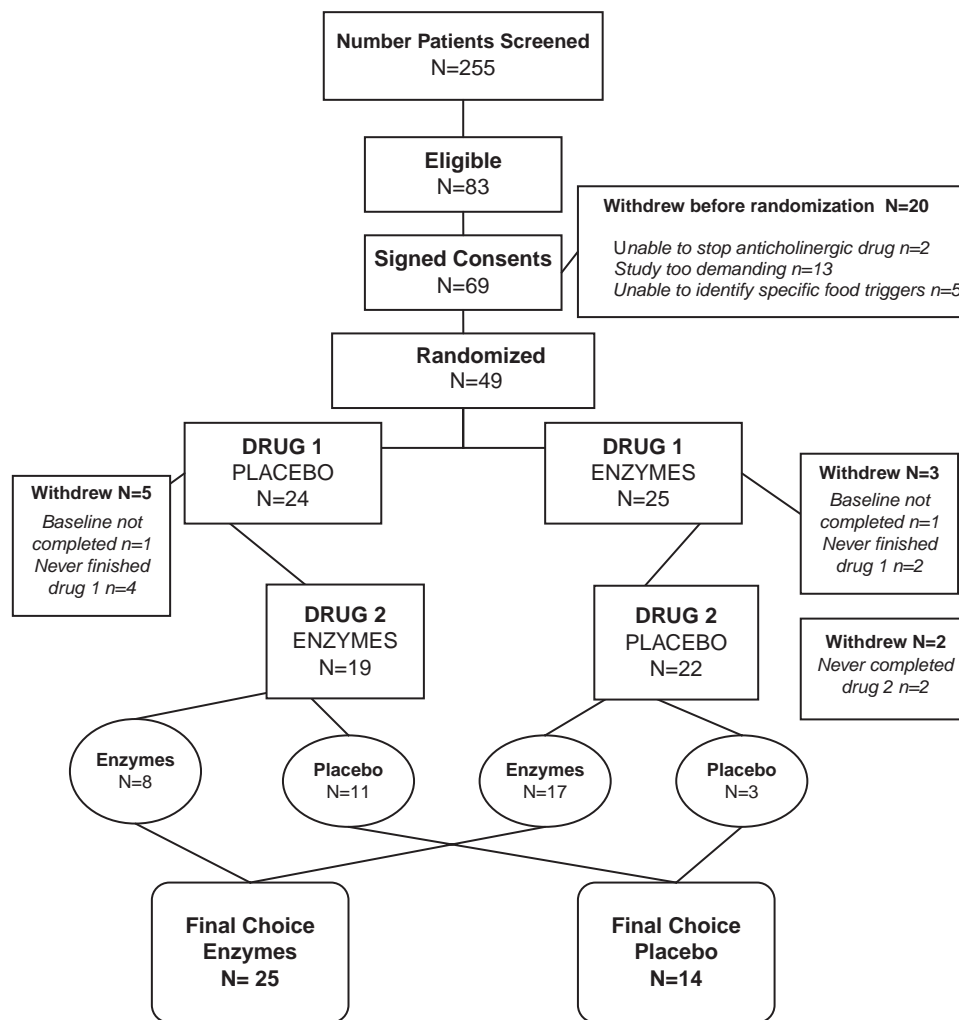 Number Patients Screened
N=255
Eligible
N=83
Withdrew before randomization N=20
Unable to stop anticholinergic drug n=2
Study too demanding n=13
Unable to identify specific food triggers n=5
Signed Consents
N=69
Randomized
N=49
DRUG 1
PLACEBO
N=24
DRUG 1
ENZYMES
N=25
Withdrew N=5
Baseline not
completed n=1
Never finished
drug 1 n=4
Withdrew N=3
Baseline not
completed n=1
Never finished
drug 1 n=2
DRUG 2
ENZYMES
N=19
DRUG 2
PLACEBO
N=22
Withdrew N=2
Never completed
drug 2 n=2
Enzymes
N=8
Placebo
N=11
Enzymes
N=17
Placebo
N=3
Final Choice
Enzymes
N= 25
Final Choice
Placebo
N=14